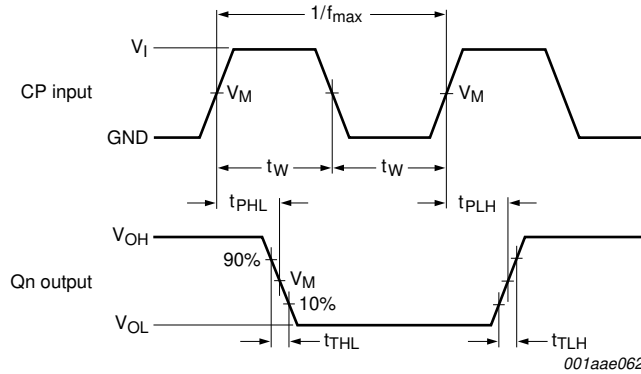 1/fmax
VI
CP input
VM
VM
GND
tW
tW
tPHL
tPLH
VOH
90%
Qn output
VM
10%
VOL
tTHL
tTLH
001aae062